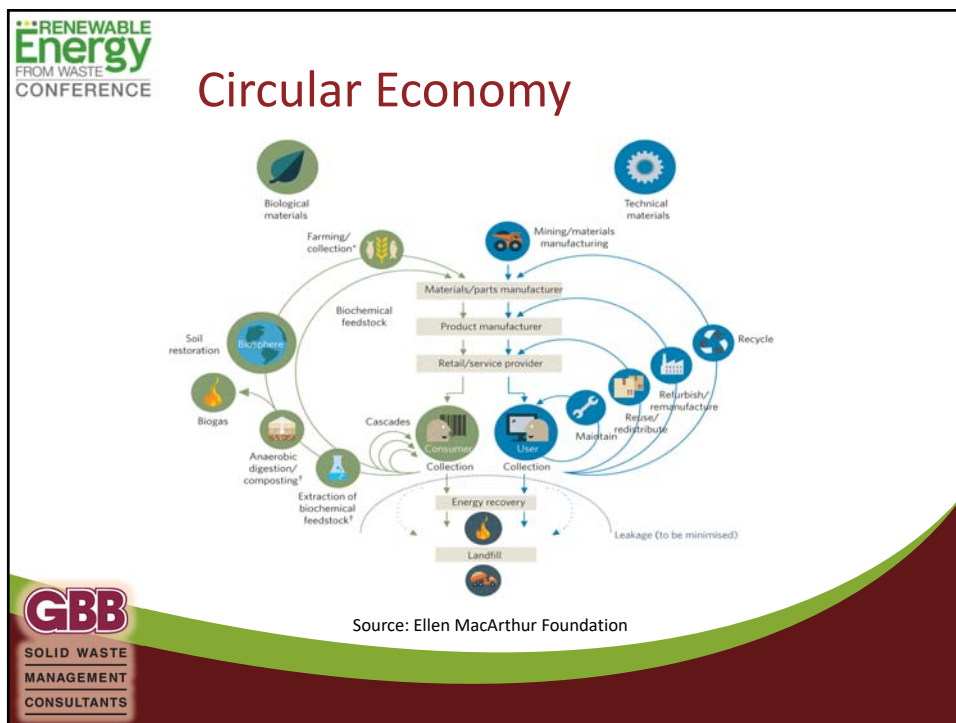 RENEWABLE
Energy
FROM WASTE
CONFERENCE
Circular Economy
Biological
materials
Technical
materials
Farming/
collection*
Mining/materials
manufacturing
Materials/parts manufacturer
Biochemical
feedstock
Product manufacturer
Soil
restoration
Biosphere
Recycle
Retail/service provider
Refurbish/
remanufacture
Reuse/
redistribute
Biogas
Cascades
Maintain
Consumer
User
Anaerobic
digestion/
composting†
Collection
Collection
Extraction of
biochemical
feedstock†
Energy recovery
Leakage (to be minimised)
Landfill
GBB
SOLID WASTE
MANAGEMENT
CONSULTANTS
Source: Ellen MacArthur Foundation